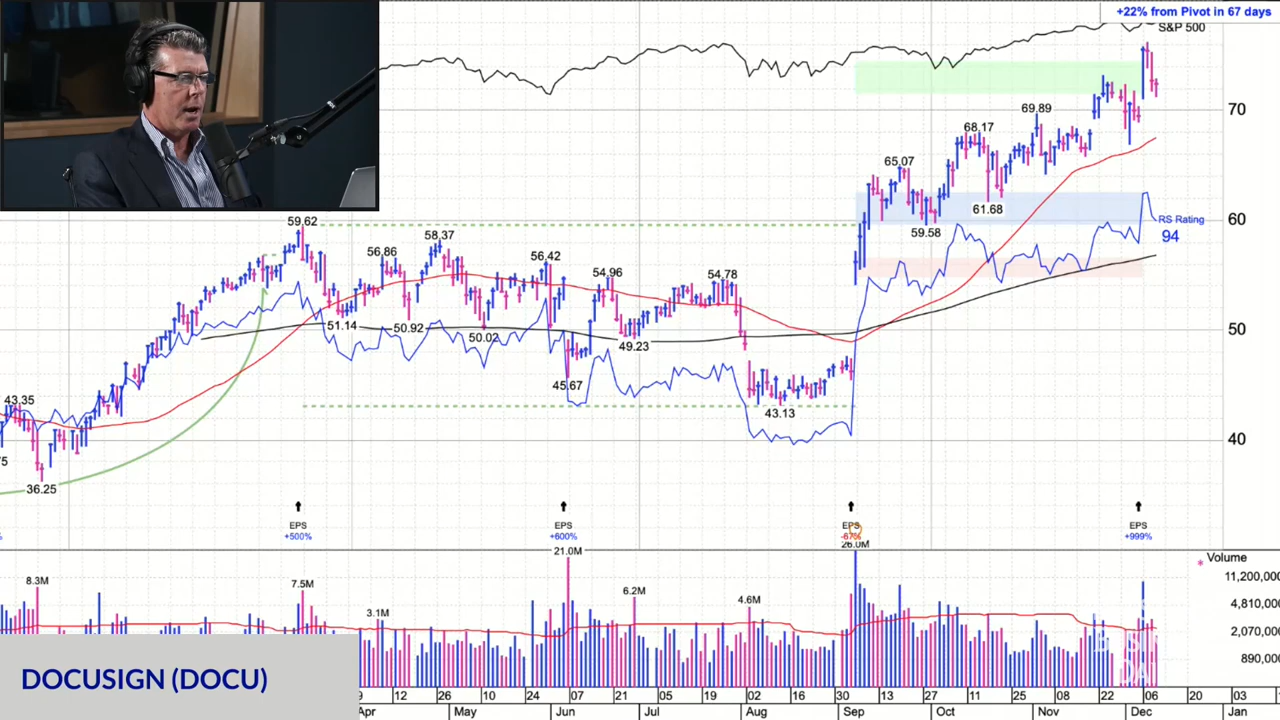 +22% from Pivot in 67 days
S&P 500
70
69.89
68.17
65.07
61.68
59.58
60
RS Rating
94
59.62
58.37
56.86
56.42
54.96
54.78
51.14
50.92
50.02
50
49.23
45.67
43.13
43.35
40
36.25
EPS
EPS
EPS
EPS
+500%
+600%
-67%
+999%
26.0M
21.0M
Volume
8.3M
7.5M
6.2M
4.6M
3.1M
11,200,000
4,810,000
2,070,000
890,000
DOCUSIGN (DOCU)
12 26 10 24 07 21 05 19 02 16 30 13 27 11 25 08 22 06 20 03
Apr May Jun Jul Aug Sep Oct Nov Dec Jan